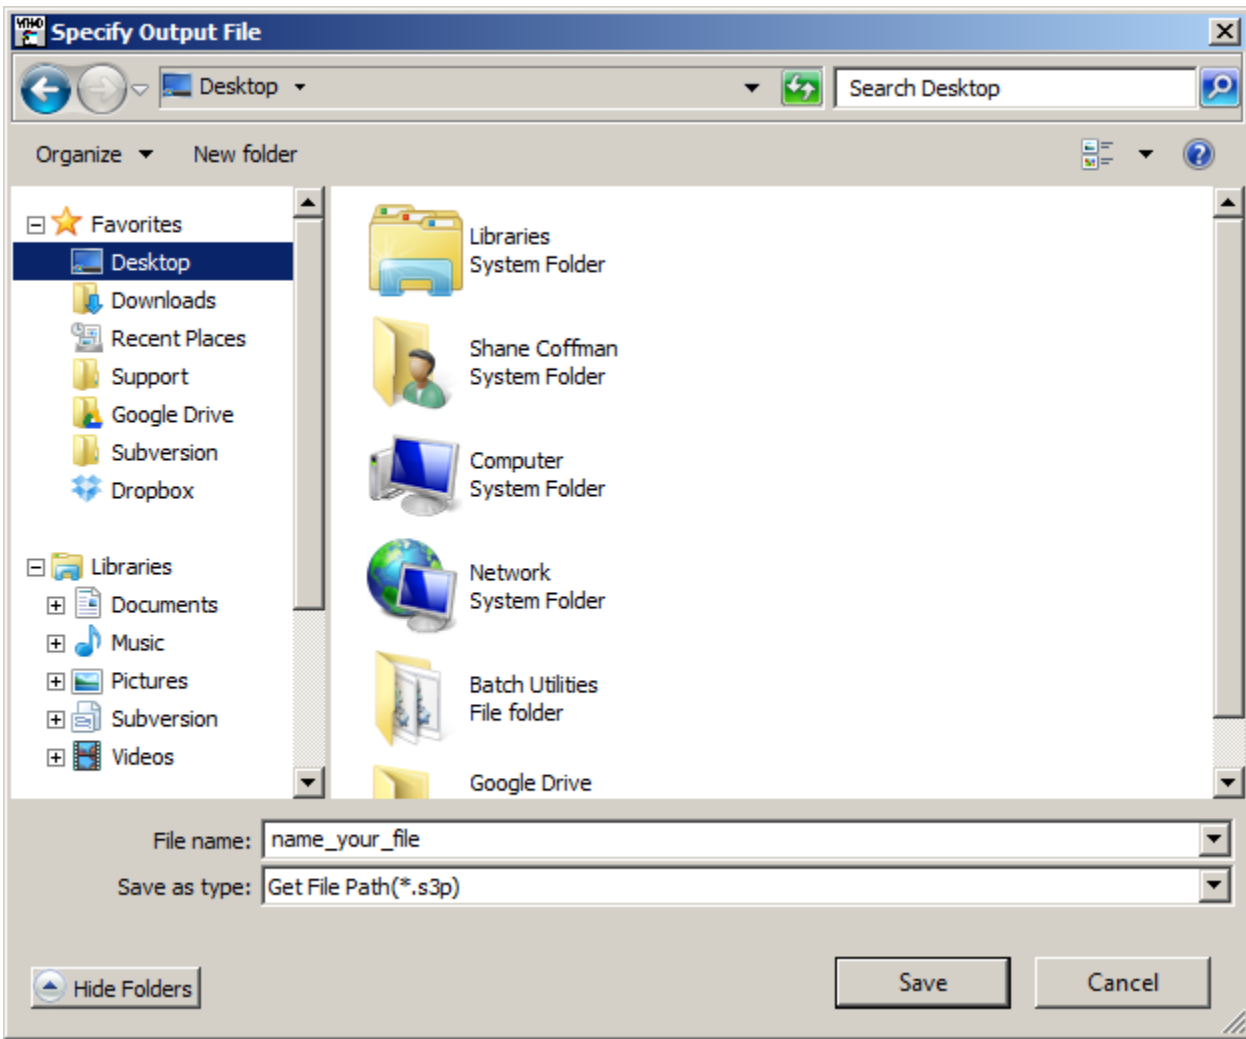 Specify Output File
Desktop
Search Desktop
Organize
New folder
Favorites
Desktop
Downloads
Recent Places
Support
Google Drive
Subversion
Dropbox
Libraries
Documents
Music
Pictures
Subversion
Videos
Libraries
System Folder
Shane Coffman
System Folder
Computer
System Folder
Network
System Folder
Batch Utilities
File folder
Google Drive
File name: name_your_file
Save as type: Get File Path(*.s3p)
Hide Folders
Save
Cancel